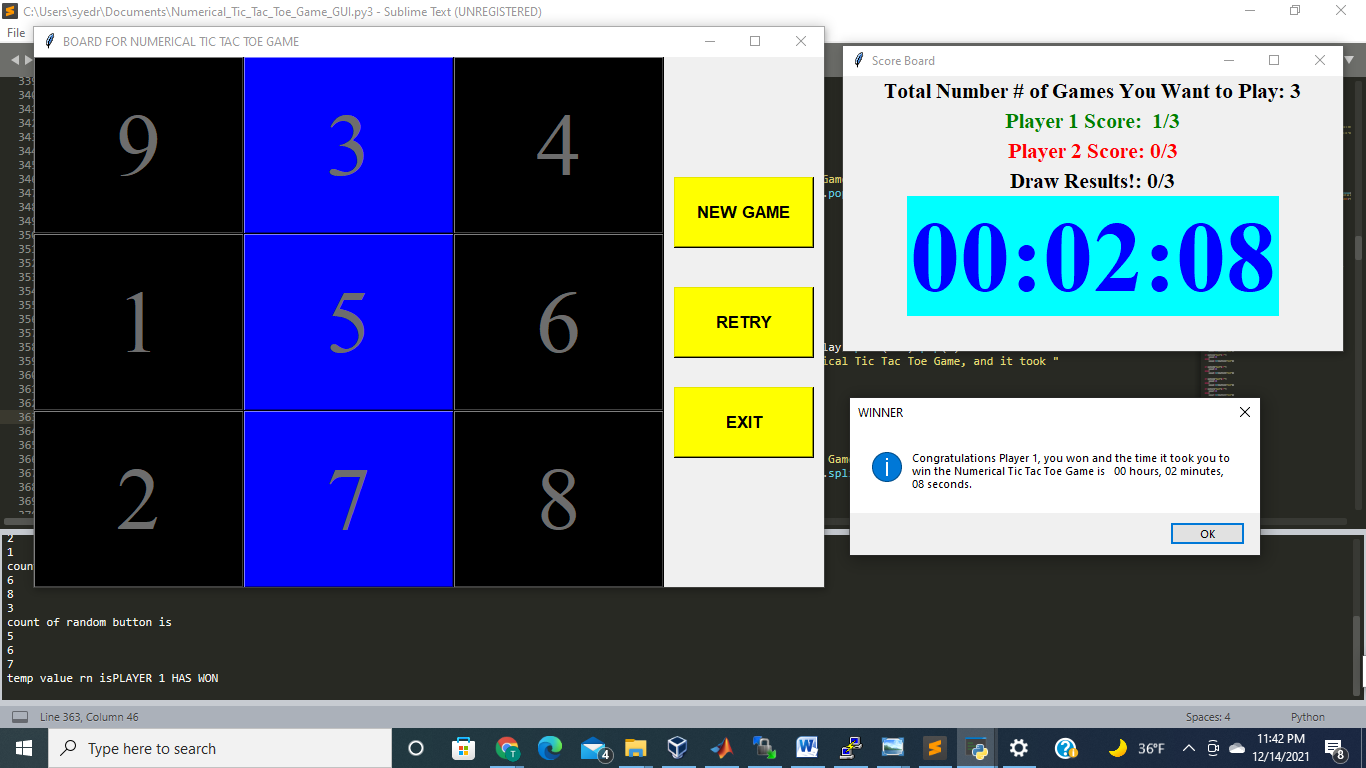 C:\Users\syedr\Documents\Numerical_Tic_Tac_Toe_Game_GUI.py3 - Sublime Text (UNREGISTERED)
File
BOARD FOR NUMERICAL TIC TAC TOE GAME
9 3 4
1 5 6
2 7 8
NEW GAME
RETRY
EXIT
Score Board
Total Number # of Games You Want to Play: 3
Player 1 Score: 1/3
Player 2 Score: 0/3
Draw Results!: 0/3
00:02:08
ical Tic Tac Toe Game, and it took "
WINNER
Congratulations Player 1, you won and the time it took you to
win the Numerical Tic Tac Toe Game is 00 hours, 02 minutes,
08 seconds.
OK
2
1
coun
6
8
3
count of random button is
5
6
7
temp value rn isPLAYER 1 HAS WON
Line 363, Column 46
Spaces: 4
Python
Type here to search
4
36°F
11:42 PM
12/14/2021
8